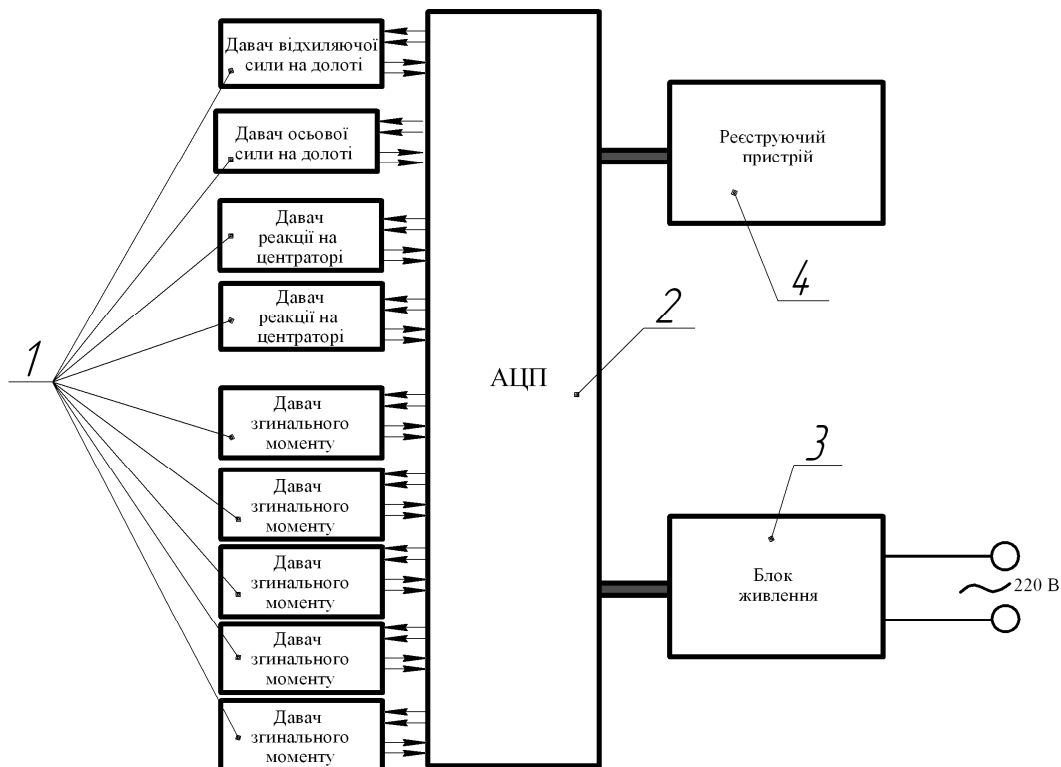 Давач відхиляючої
сили на долоті
Давач осьової
сили на долоті
Давач
реакції на
центраторі
Давач
реакції на
центраторі
1
Давач
згинального
моменту
Давач
згинального
моменту
Давач
згинального
моменту
Давач
згинального
моменту
Давач
згинального
моменту
АЦП
2
Реєструючий
пристрій
4
3
Блок
живлення
220 В